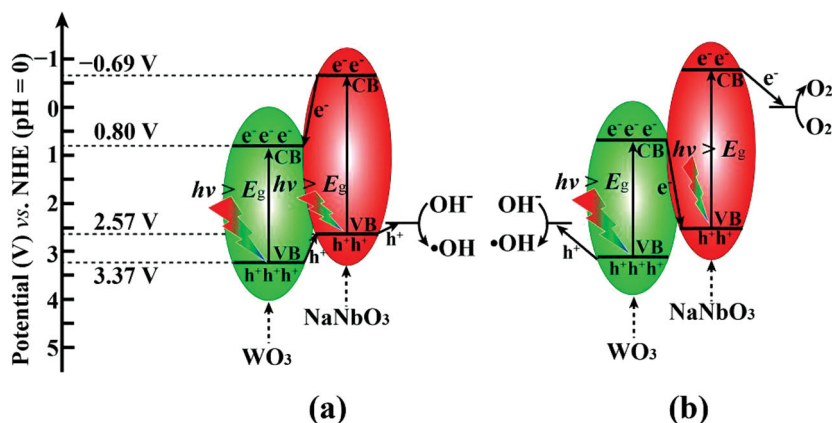 Potential (V) vs. NHE (pH = 0)
−1
0
1
2
3
4
5
−0.69 V
0.80 V
2.57 V
3.37 V
e⁻ e⁻
CB
e⁻
e⁻ e⁻ e⁻
CB
hν > Eg
hν > Eg
VB
h⁺h⁺
VB
h⁺h⁺h⁺
h⁺
h⁺
OH⁻
•OH
NaNbO₃
WO₃
(a)
e⁻ e⁻
CB
e⁻
O₂
O₂
e⁻ e⁻ e⁻
CB
hν > Eg
hν > Eg
e⁻
VB
h⁺h⁺
OH⁻
•OH
h⁺
VB
h⁺h⁺h⁺
NaNbO₃
WO₃
(b)